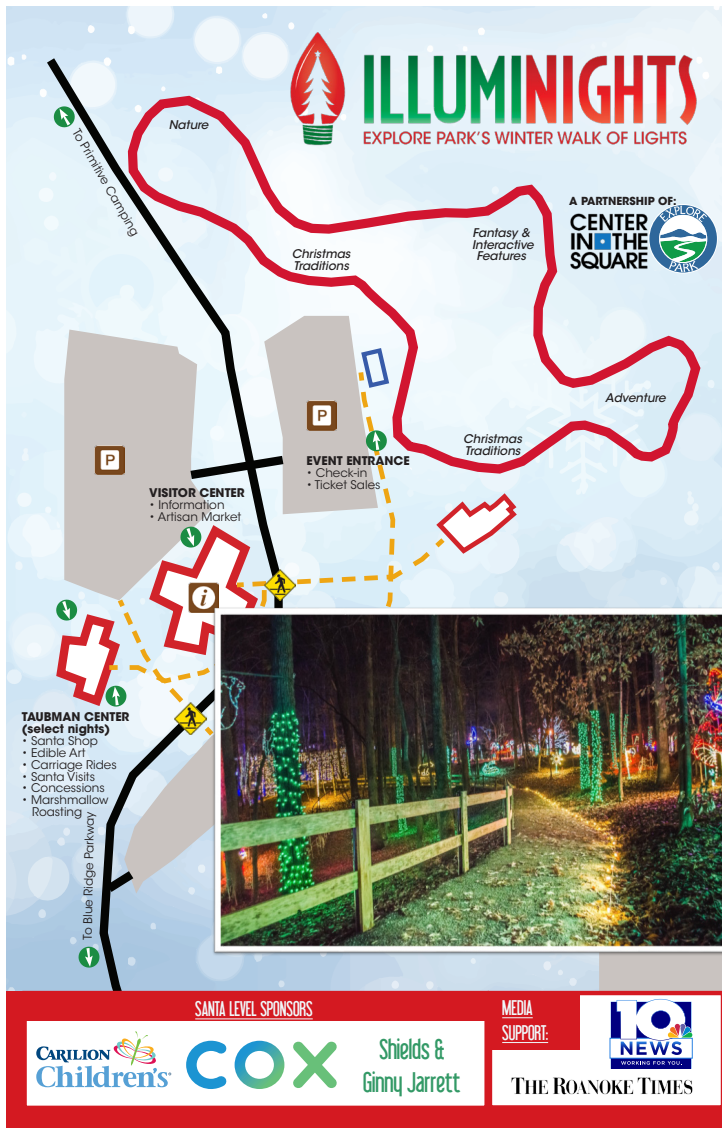 ILLUMINIGHTS
EXPLORE PARK'S WINTER WALK OF LIGHTS
A PARTNERSHIP OF:
CENTER
IN THE
SQUARE
EXPLORE
PARK
To Primitive Camping
Nature
Christmas
Traditions
Fantasy &
Interactive
Features
Adventure
Christmas
Traditions
P
P
EVENT ENTRANCE
• Check-in
• Ticket Sales
VISITOR CENTER
• Information
• Artisan Market
i
TAUBMAN CENTER
(select nights)
• Santa Shop
• Edible Art
• Carriage Rides
• Santa Visits
• Concessions
• Marshmallow
Roasting
To Blue Ridge Parkway
SANTA LEVEL SPONSORS
CARILION
Children's
COX
Shields &
Ginny Jarrett
MEDIA
SUPPORT:
10
NEWS
WORKING FOR YOU.
THE ROANOKE TIMES